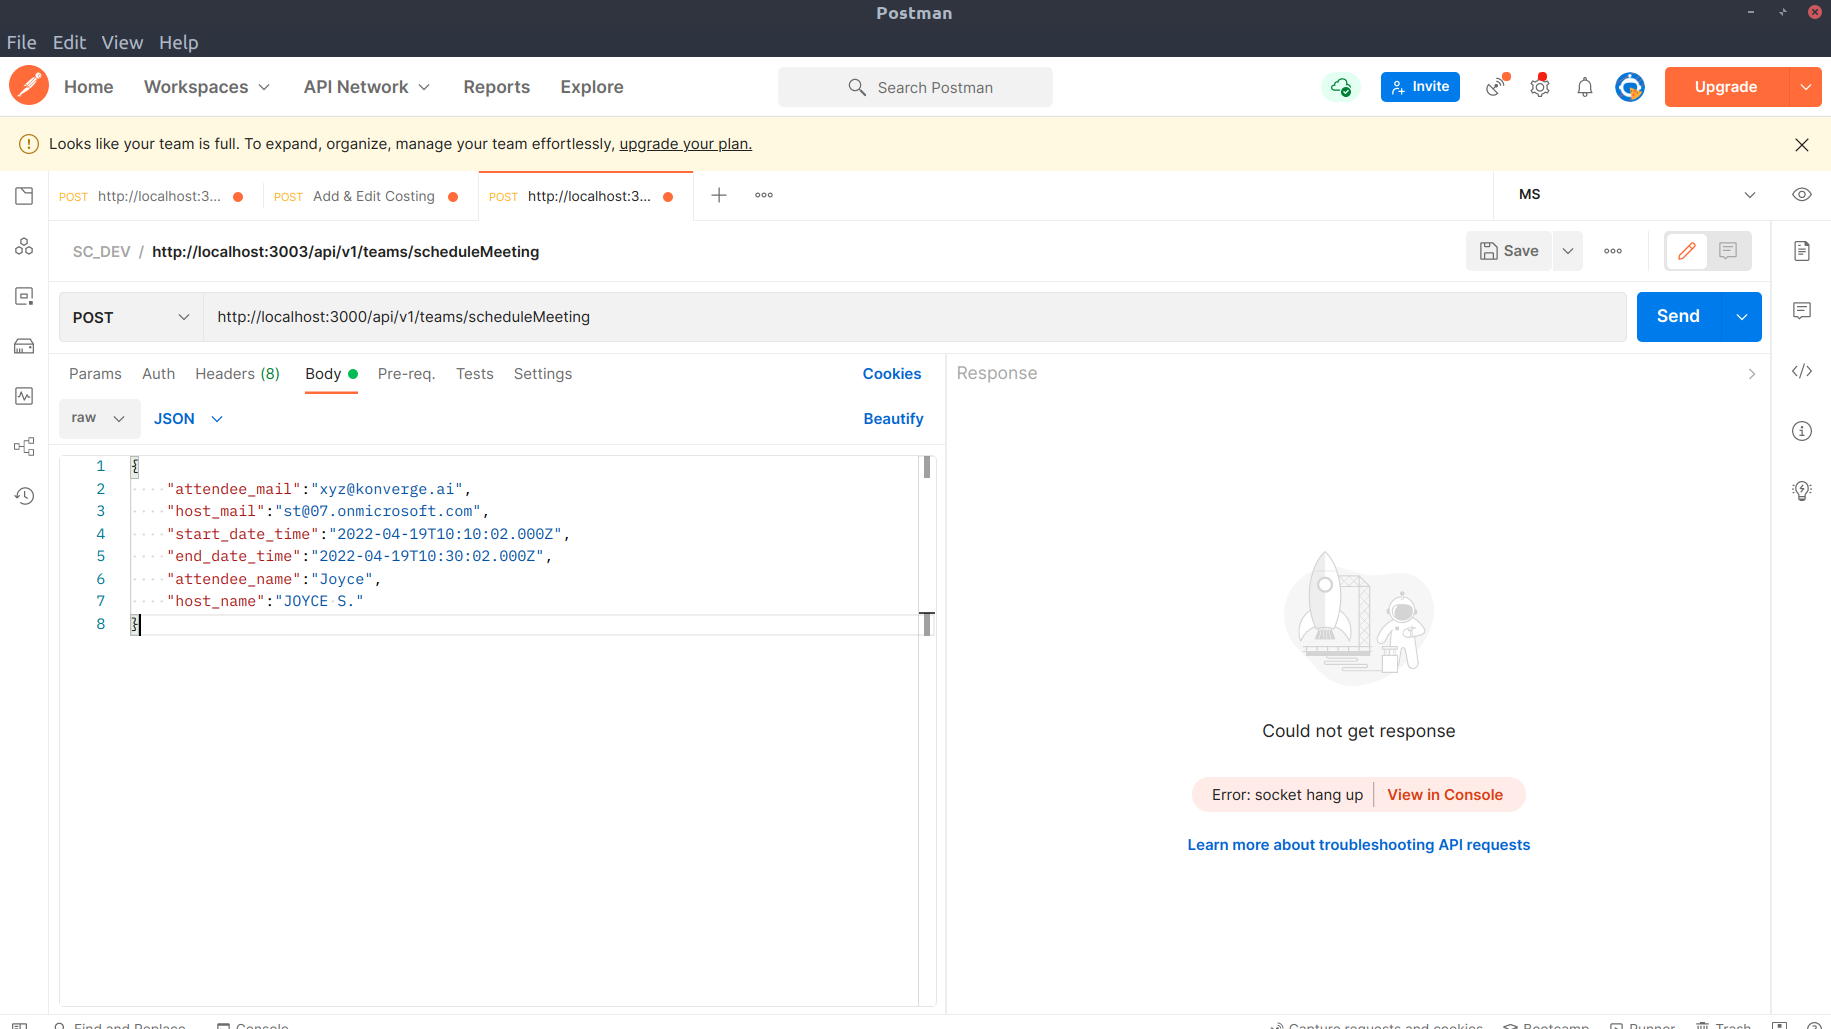 Postman
File Edit View Help
Home Workspaces API Network Reports Explore Search Postman Invite Upgrade
Looks like your team is full. To expand, organize, manage your team effortlessly, upgrade your plan.
POST http://localhost:3... POST Add & Edit Costing POST http://localhost:3... MS
SC_DEV / http://localhost:3003/api/v1/teams/scheduleMeeting Save
POST http://localhost:3000/api/v1/teams/scheduleMeeting Send
Params Auth Headers (8) Body Pre-req. Tests Settings Cookies Response
raw JSON Beautify
1 {
2 "attendee_mail":"xyz@konverge.ai",
3 "host_mail":"st@07.onmicrosoft.com",
4 "start_date_time":"2022-04-19T10:10:02.000Z",
5 "end_date_time":"2022-04-19T10:30:02.000Z",
6 "attendee_name":"Joyce",
7 "host_name":"JOYCE S."
8 }
Could not get response
Error: socket hang up View in Console
Learn more about troubleshooting API requests
Find and Replace Console Capture requests and cookies Bootcamp Runner Trash